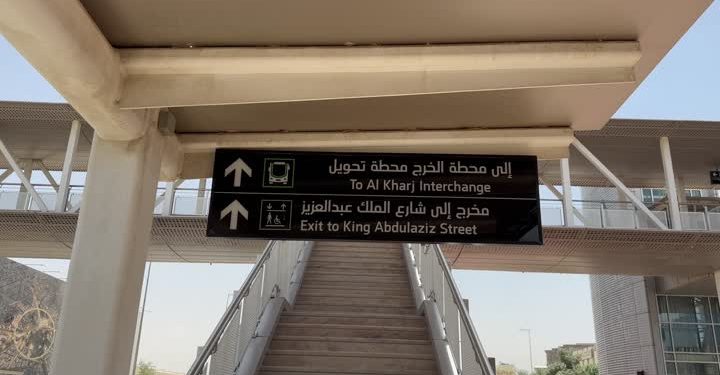 إلى محطة الخرج محطة تحويل
To Al Kharj Interchange
مخرج إلى شارع الملك عبدالعزيز
Exit to King Abdulaziz Street